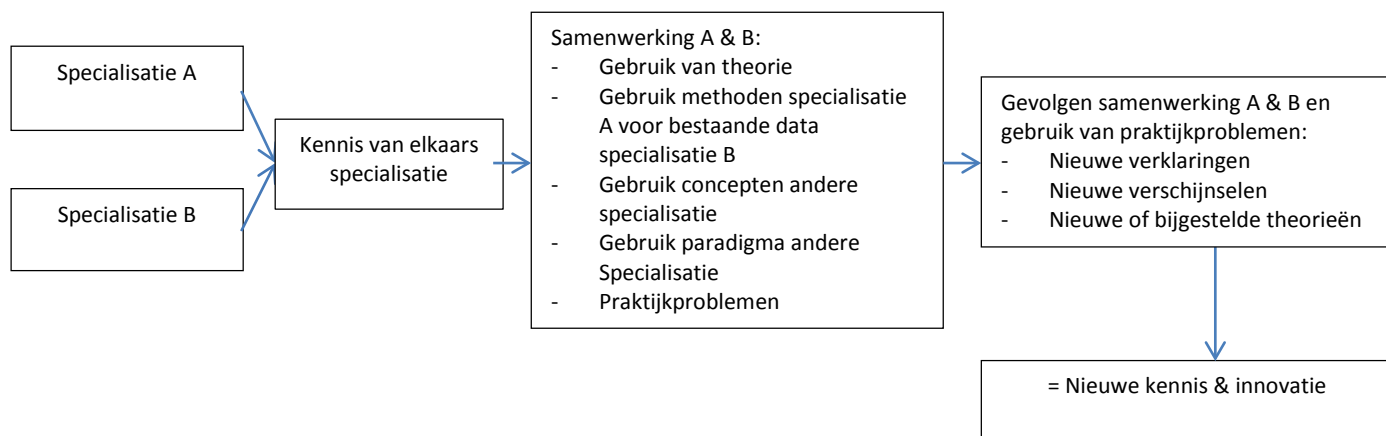 Specialisatie A
Specialisatie B
Kennis van elkaars
specialisatie
Samenwerking A & B:
- Gebruik van theorie
- Gebruik methoden specialisatie
A voor bestaande data
specialisatie B
- Gebruik concepten andere
specialisatie
- Gebruik paradigma andere
Specialisatie
- Praktijkproblemen
Gevolgen samenwerking A & B en
gebruik van praktijkproblemen:
- Nieuwe verklaringen
- Nieuwe verschijnselen
- Nieuwe of bijgestelde theorieën
= Nieuwe kennis & innovatie